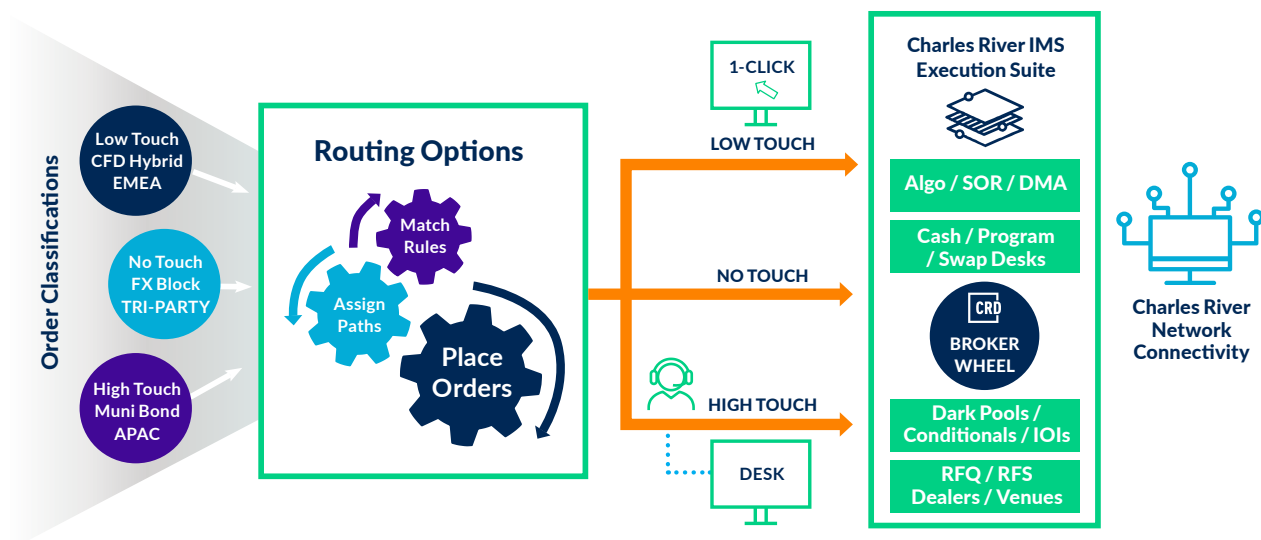 Order Classifications
Low Touch
CFD Hybrid
EMEA
No Touch
FX Block
TRI-PARTY
High Touch
Muni Bond
APAC
Routing Options
Match
Rules
Assign
Paths
Place
Orders
1-CLICK
LOW TOUCH
NO TOUCH
HIGH TOUCH
DESK
Charles River IMS
Execution Suite
Algo / SOR / DMA
Cash / Program
/ Swap Desks
CRD
BROKER
WHEEL
Dark Pools /
Conditionals / IOIs
RFQ / RFS
Dealers / Venues
Charles River
Network
Connectivity